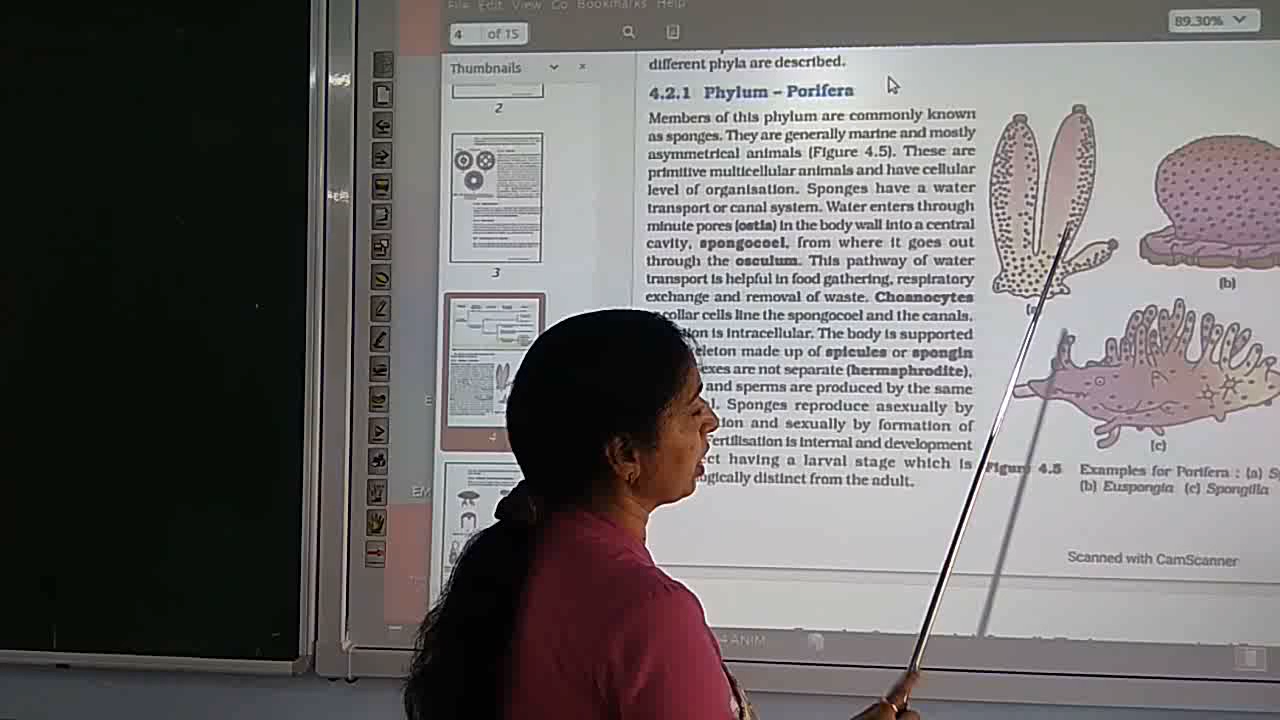 File Edit View Go Bookmarks Help
4 of 15
89.30%
Thumbnails
2
3
4
different phyla are described.
4.2.1 Phylum – Porifera
Members of this phylum are commonly known
as sponges. They are generally marine and mostly
asymmetrical animals (Figure 4.5). These are
primitive multicellular animals and have cellular
level of organisation. Sponges have a water
transport or canal system. Water enters through
minute pores (ostia) in the body wall into a central
cavity, spongocoel, from where it goes out
through the osculum. This pathway of water
transport is helpful in food gathering, respiratory
exchange and removal of waste. Choanocytes
collar cells line the spongocoel and the canals.
is intracellular. The body is supported
made up of spicules or spongin
are not separate (hermaphrodite),
and sperms are produced by the same
Sponges reproduce asexually by
and sexually by formation of
fertilisation is internal and development
having a larval stage which is
distinct from the adult.
(b)
(c)
Figure 4.5 Examples for Porifera : (a)
(b) Euspongia (c) Spongilla
Scanned with CamScanner
4 ANIM